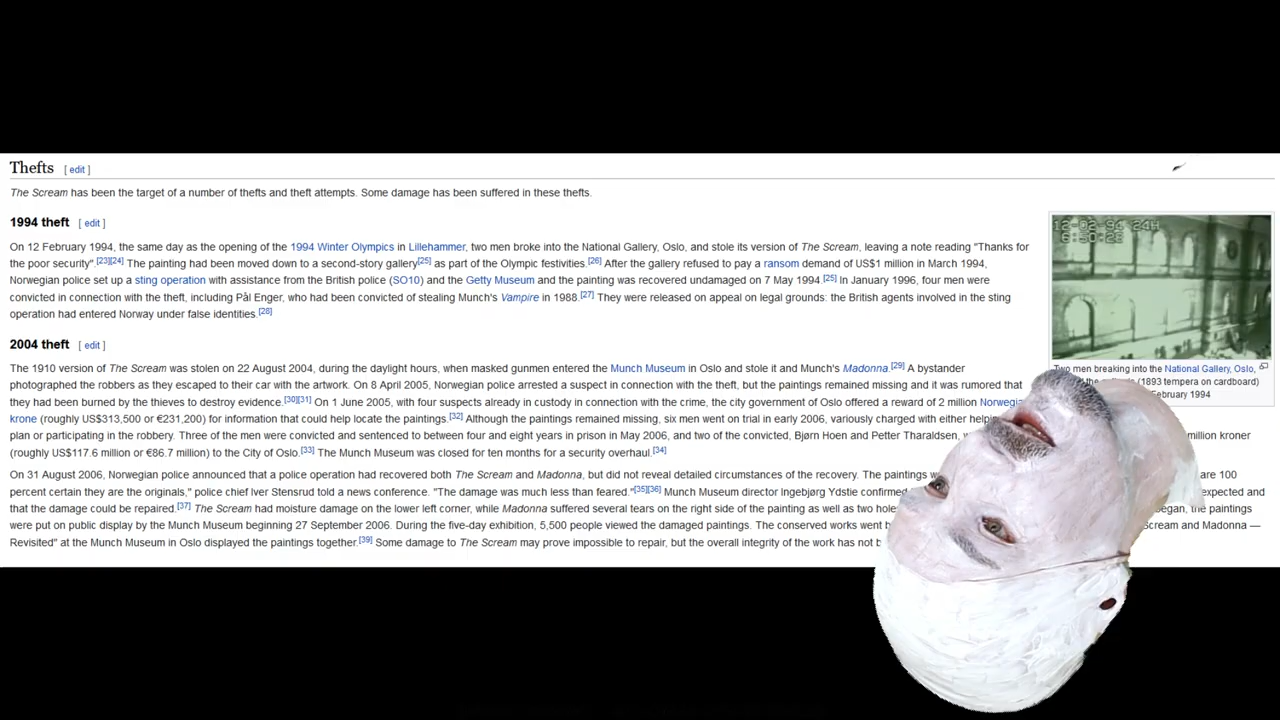 Thefts [ edit ]
The Scream has been the target of a number of thefts and theft attempts. Some damage has been suffered in these thefts.
1994 theft [ edit ]
On 12 February 1994, the same day as the opening of the 1994 Winter Olympics in Lillehammer, two men broke into the National Gallery, Oslo, and stole its version of The Scream, leaving a note reading "Thanks for
the poor security".[23][24] The painting had been moved down to a second-story gallery[25] as part of the Olympic festivities.[26] After the gallery refused to pay a ransom demand of US$1 million in March 1994,
Norwegian police set up a sting operation with assistance from the British police (SO10) and the Getty Museum and the painting was recovered undamaged on 7 May 1994.[25] In January 1996, four men were
convicted in connection with the theft, including Pål Enger, who had been convicted of stealing Munch's Vampire in 1988.[27] They were released on appeal on legal grounds: the British agents involved in the sting
operation had entered Norway under false identities.[28]
12-02-94 24H
6:30:28
Two men breaking into the National Gallery, Oslo,
(1893 tempera on cardboard)
1994
2004 theft [ edit ]
The 1910 version of The Scream was stolen on 22 August 2004, during the daylight hours, when masked gunmen entered the Munch Museum in Oslo and stole it and Munch's Madonna.[29] A bystander
photographed the robbers as they escaped to their car with the artwork. On 8 April 2005, Norwegian police arrested a suspect in connection with the theft, but the paintings remained missing and it was rumored that
they had been burned by the thieves to destroy evidence.[30][31] On 1 June 2005, with four suspects already in custody in connection with the crime, the city government of Oslo offered a reward of 2 million
krone (roughly US$313,500 or €231,200) for information that could help locate the paintings.[32] Although the paintings remained missing, six men went on trial in early 2006, variously charged with either
plan or participating in the robbery. Three of the men were convicted and sentenced to between four and eight years in prison in May 2006, and two of the convicted, Bjørn Hoen and Petter Tharaldsen, million kroner
(roughly US$117.6 million or €86.7 million) to the City of Oslo.[33] The Munch Museum was closed for ten months for a security overhaul.[34]
On 31 August 2006, Norwegian police announced that a police operation had recovered both The Scream and Madonna, but did not reveal detailed circumstances of the recovery. The paintings are 100
percent certain they are the originals," police chief Iver Stensrud told a news conference. "The damage was much less than feared."[35][36] Munch Museum director Ingebjørg Ydstie confirmed expected and
that the damage could be repaired.[37] The Scream had moisture damage on the lower left corner, while Madonna suffered several tears on the right side of the painting as well as two the paintings
were put on public display by the Munch Museum beginning 27 September 2006. During the five-day exhibition, 5,500 people viewed the damaged paintings. The conserved works went Scream and Madonna —
Revisited" at the Munch Museum in Oslo displayed the paintings together.[39] Some damage to The Scream may prove impossible to repair, but the overall integrity of the work has not